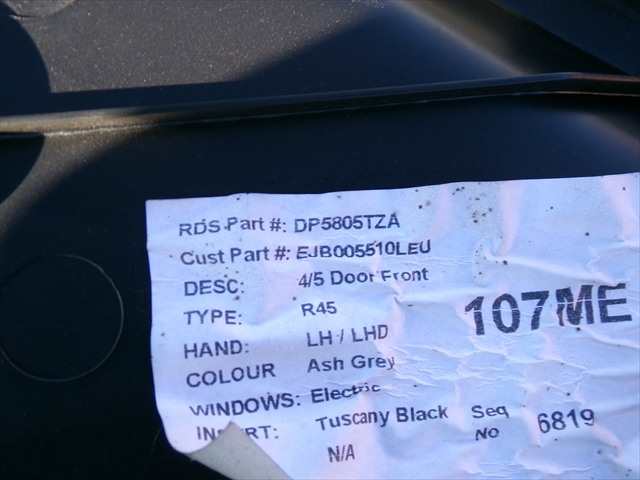 RDS Part #: DP5805TZA
Cust Part #: EJB005510LEU
DESC: 4/5 Door Front
TYPE: R45 107ME
HAND: LH / LHD
COLOUR Ash Grey
WINDOWS: Electric
Tuscany Black Seq No 6819
N/A